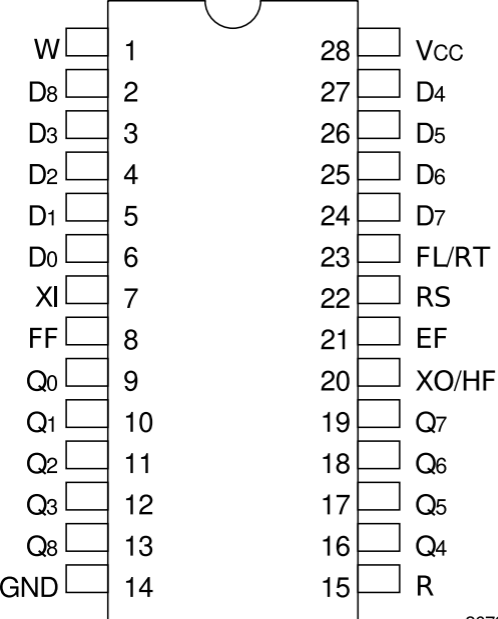 W 1 28 VCC
D8 2 27 D4
D3 3 26 D5
D2 4 25 D6
D1 5 24 D7
D0 6 23 FL/RT
XI 7 22 RS
FF 8 21 EF
Q0 9 20 XO/HF
Q1 10 19 Q7
Q2 11 18 Q6
Q3 12 17 Q5
Q8 13 16 Q4
GND 14 15 R